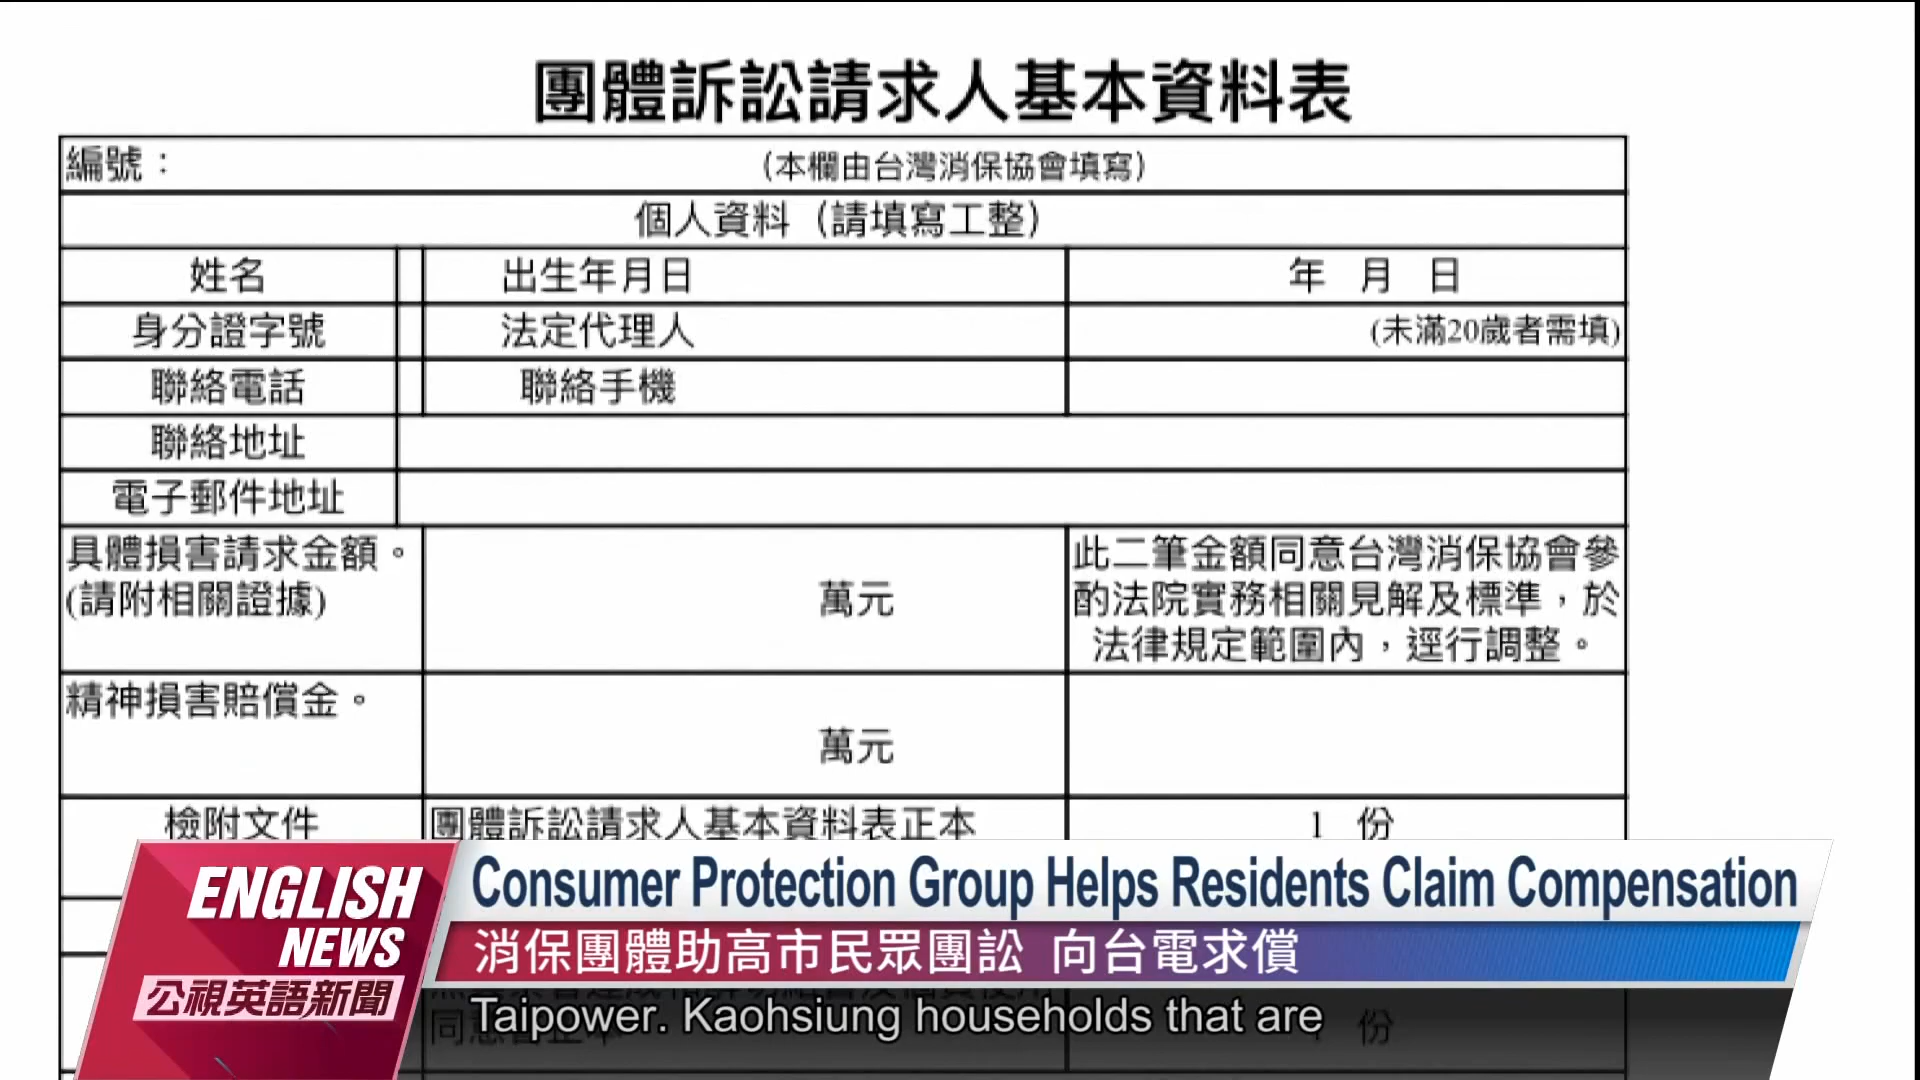 團體訴訟請求人基本資料表
編號：
(本欄由台灣消保協會填寫)
個人資料（請填寫工整）
姓名
出生年月日
年 月 日
身分證字號
法定代理人
(未滿20歲者需填)
聯絡電話
聯絡手機
聯絡地址
電子郵件地址
具體損害請求金額。
(請附相關證據)
萬元
此二筆金額同意台灣消保協會參
酌法院實務相關見解及標準，於
法律規定範圍內，逕行調整。
精神損害賠償金。
萬元
檢附文件
團體訴訟請求人基本資料表正本
1 份
ENGLISH
NEWS
公視英語新聞
Consumer Protection Group Helps Residents Claim Compensation
消保團體助高市民眾團訟 向台電求償
Taipower. Kaohsiung households that are
份